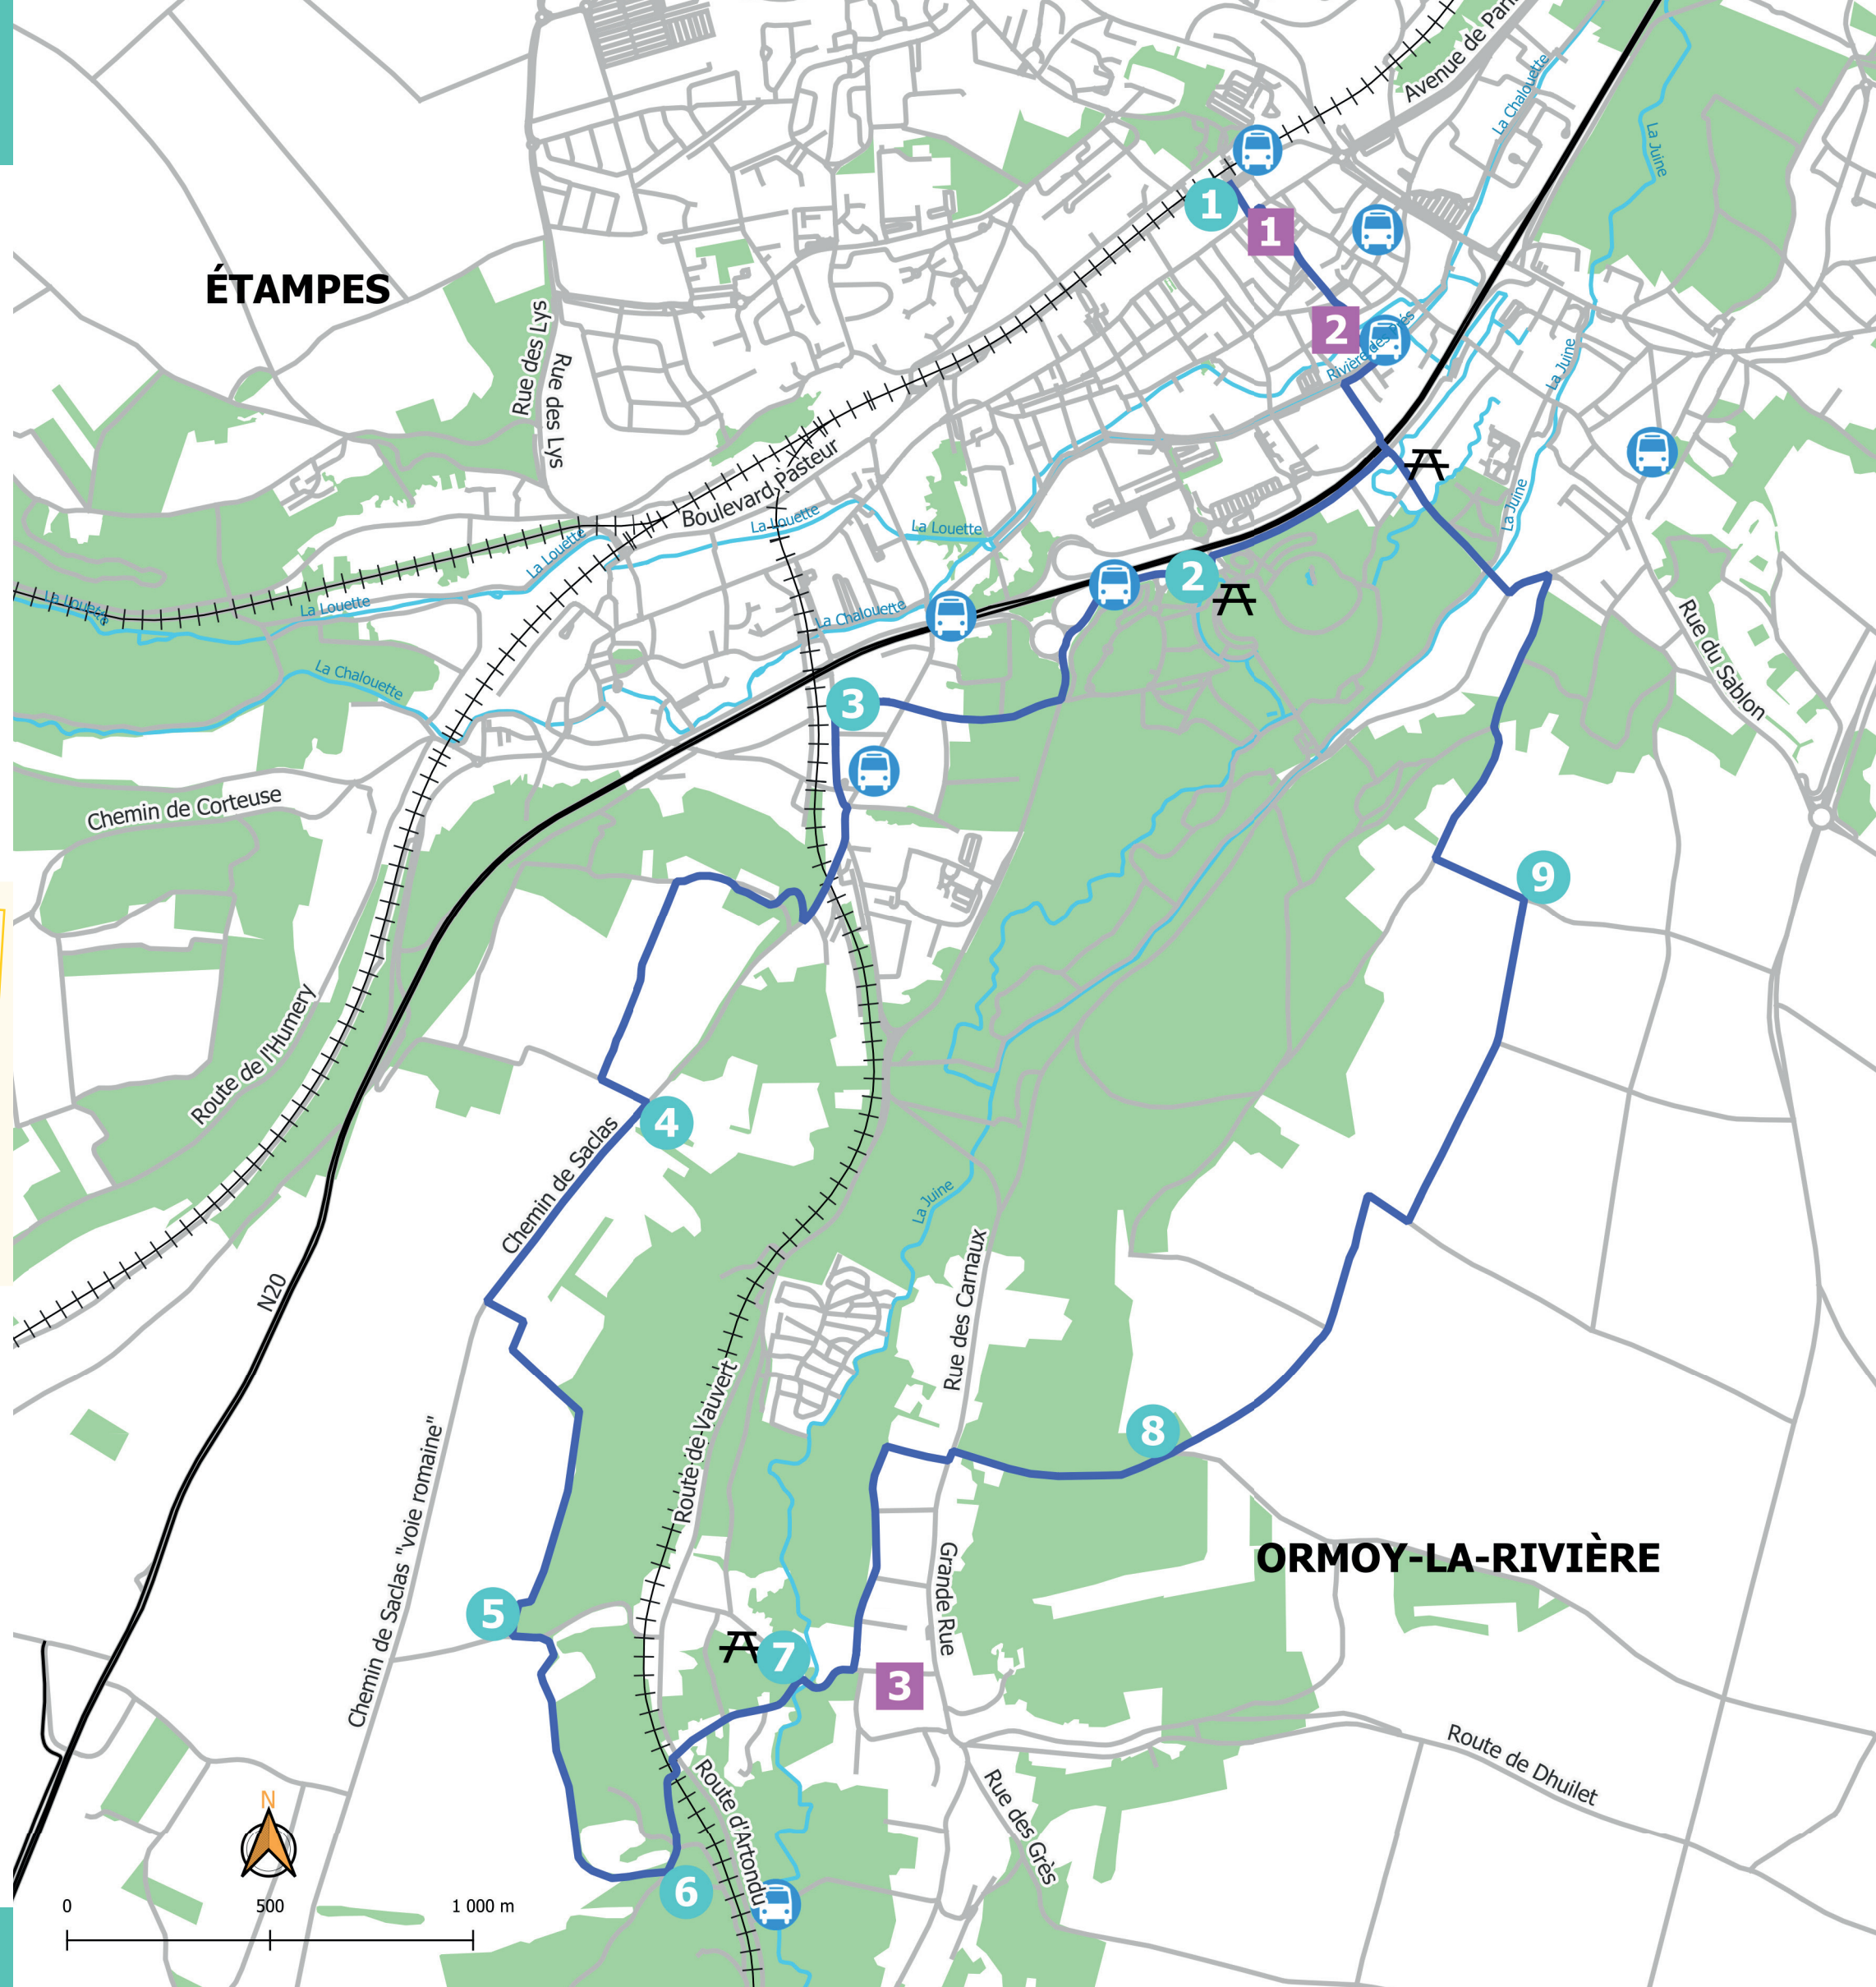 Avenue de Paris
La Chalouette
La Juine
1
1
ÉTAMPES
2
Rivière des Prés
Rue des Lys
Rue des Lys
La Juine
Boulevard Pasteur
La Louette
La Louette
La Juine
La Louette
2
La Louette
La Louette
La Chalouette
Rue du Sablon
La Chalouette
3
Chemin de Corteuse
9
Route de l'Humery
4
Chemin de Saclas
La Juine
N20
Rue des Carnaux
Route de Vauvert
8
Chemin de Saclas "voie romaine"
ORMOY-LA-RIVIÈRE
Grande Rue
5
7
3
Route de Dhuilet
Route d'Artondu
Rue des Grès
N
6
0 500 1 000 m